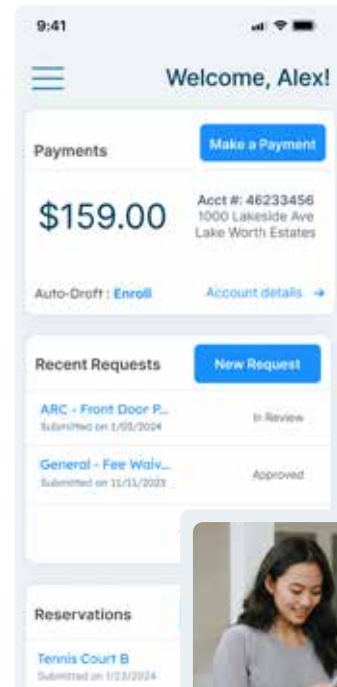 9:41
Welcome, Alex!
Payments
Make a Payment
$159.00
Acct #: 46233456
1000 Lakeside Ave
Lake Worth Estates
Auto-Draft : Enroll
Account details →
Recent Requests
New Request
ARC - Front Door P...
Submitted on 1/05/2024
In Review
General - Fee Waiv...
Submitted on 11/11/2023
Approved
Reservations
Tennis Court B
Submitted on 1/23/2024